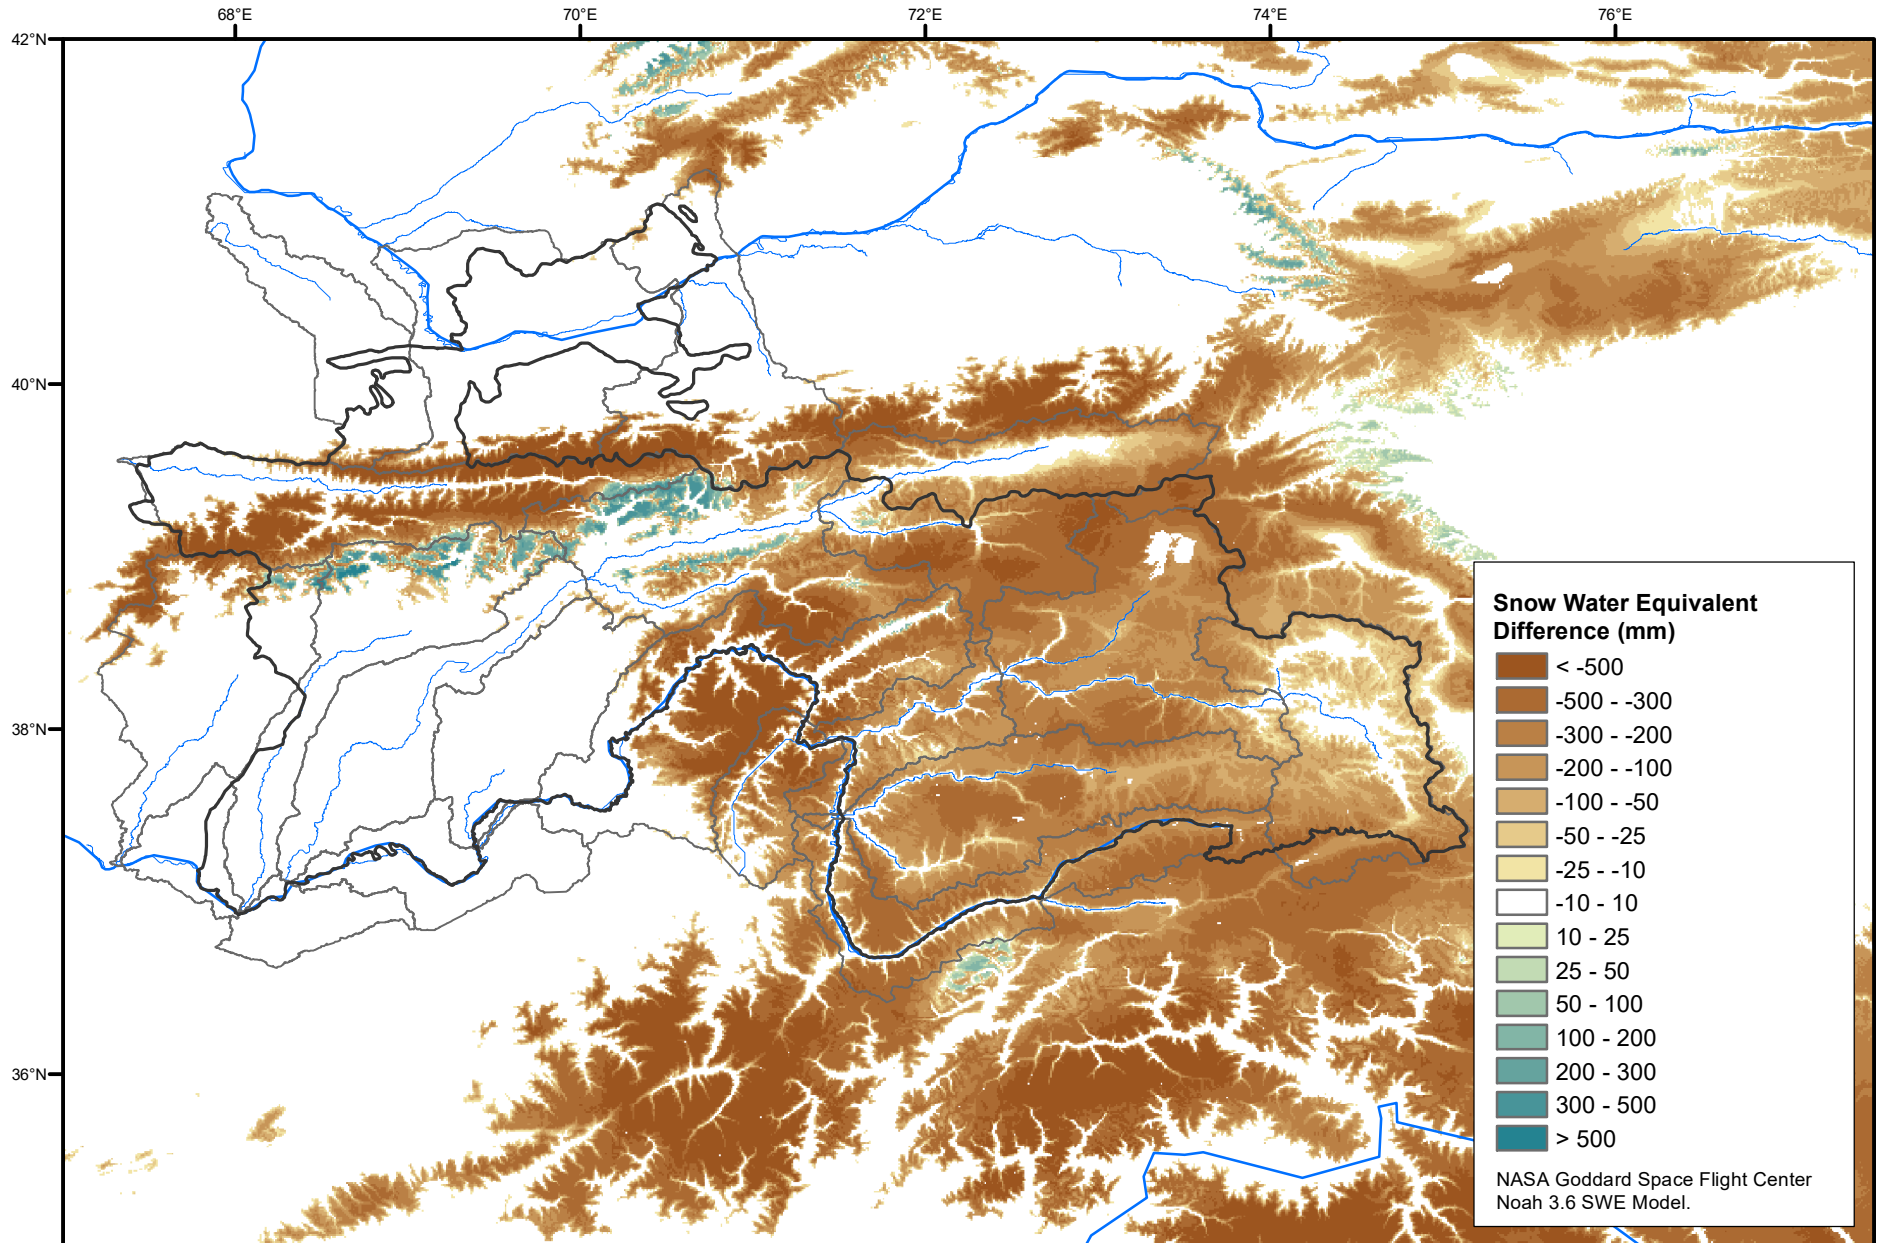 68°E
70°E
72°E
74°E
76°E
42°N
40°N
38°N
36°N
Snow Water Equivalent
Difference (mm)
< -500
-500 - -300
-300 - -200
-200 - -100
-100 - -50
-50 - -25
-25 - -10
-10 - 10
10 - 25
25 - 50
50 - 100
100 - 200
200 - 300
300 - 500
> 500
NASA Goddard Space Flight Center
Noah 3.6 SWE Model.